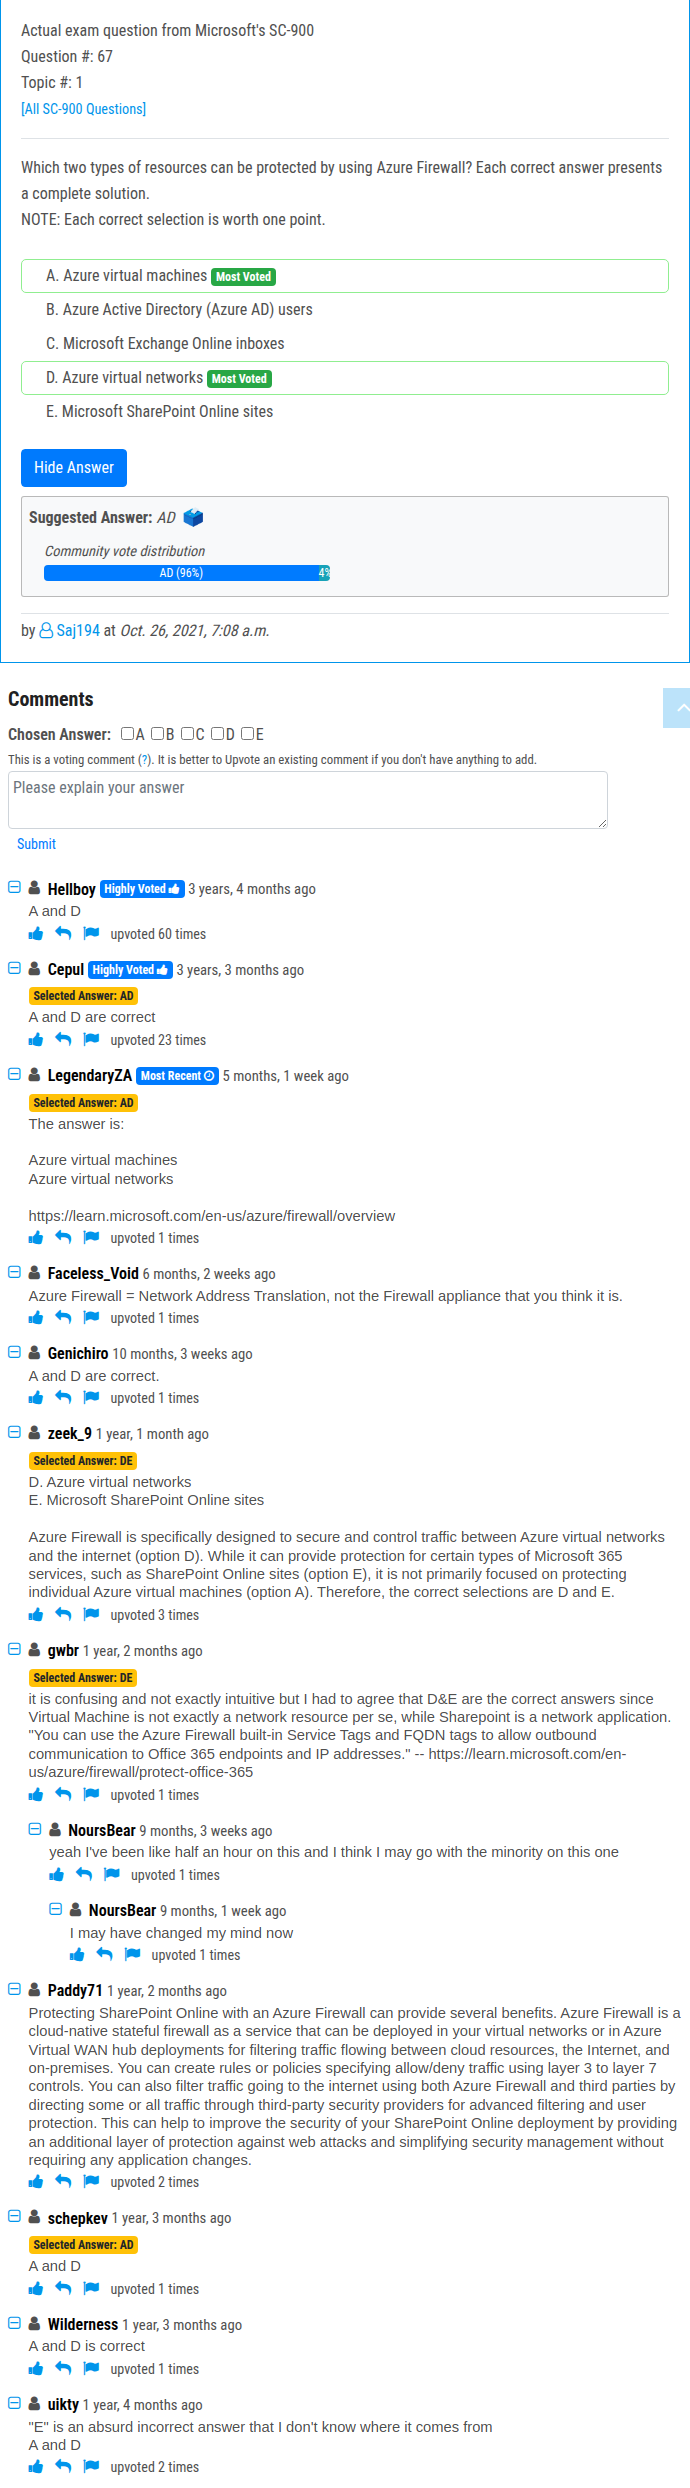 Actual exam question from Microsoft's SC-900
Question #: 67
Topic #: 1
[All SC-900 Questions]
Which two types of resources can be protected by using Azure Firewall? Each correct answer presents
a complete solution.
NOTE: Each correct selection is worth one point.
A. Azure virtual machines Most Voted
B. Azure Active Directory (Azure AD) users
C. Microsoft Exchange Online inboxes
D. Azure virtual networks Most Voted
E. Microsoft SharePoint Online sites
Hide Answer
Suggested Answer: AD
Community vote distribution
AD (96%) 4%
by Saj194 at Oct. 26, 2021, 7:08 a.m.
Comments
Chosen Answer: A B C D E
This is a voting comment (?). It is better to Upvote an existing comment if you don't have anything to add.
Please explain your answer
Submit
Hellboy Highly Voted 3 years, 4 months ago
A and D
upvoted 60 times
Cepul Highly Voted 3 years, 3 months ago
Selected Answer: AD
A and D are correct
upvoted 23 times
LegendaryZA Most Recent 5 months, 1 week ago
Selected Answer: AD
The answer is:
Azure virtual machines
Azure virtual networks
https://learn.microsoft.com/en-us/azure/firewall/overview
upvoted 1 times
Faceless_Void 6 months, 2 weeks ago
Azure Firewall = Network Address Translation, not the Firewall appliance that you think it is.
upvoted 1 times
Genichiro 10 months, 3 weeks ago
A and D are correct.
upvoted 1 times
zeek_9 1 year, 1 month ago
Selected Answer: DE
D. Azure virtual networks
E. Microsoft SharePoint Online sites
Azure Firewall is specifically designed to secure and control traffic between Azure virtual networks
and the internet (option D). While it can provide protection for certain types of Microsoft 365
services, such as SharePoint Online sites (option E), it is not primarily focused on protecting
individual Azure virtual machines (option A). Therefore, the correct selections are D and E.
upvoted 3 times
gwbr 1 year, 2 months ago
Selected Answer: DE
it is confusing and not exactly intuitive but I had to agree that D&E are the correct answers since
Virtual Machine is not exactly a network resource per se, while Sharepoint is a network application.
"You can use the Azure Firewall built-in Service Tags and FQDN tags to allow outbound
communication to Office 365 endpoints and IP addresses." -- https://learn.microsoft.com/en-
us/azure/firewall/protect-office-365
upvoted 1 times
NoursBear 9 months, 3 weeks ago
yeah I've been like half an hour on this and I think I may go with the minority on this one
upvoted 1 times
NoursBear 9 months, 1 week ago
I may have changed my mind now
upvoted 1 times
Paddy71 1 year, 2 months ago
Protecting SharePoint Online with an Azure Firewall can provide several benefits. Azure Firewall is a
cloud-native stateful firewall as a service that can be deployed in your virtual networks or in Azure
Virtual WAN hub deployments for filtering traffic flowing between cloud resources, the Internet, and
on-premises. You can create rules or policies specifying allow/deny traffic using layer 3 to layer 7
controls. You can also filter traffic going to the internet using both Azure Firewall and third parties by
directing some or all traffic through third-party security providers for advanced filtering and user
protection. This can help to improve the security of your SharePoint Online deployment by providing
an additional layer of protection against web attacks and simplifying security management without
requiring any application changes.
upvoted 2 times
schepkev 1 year, 3 months ago
Selected Answer: AD
A and D
upvoted 1 times
Wilderness 1 year, 3 months ago
A and D is correct
upvoted 1 times
uikty 1 year, 4 months ago
"E" is an absurd incorrect answer that I don't know where it comes from
A and D
upvoted 2 times